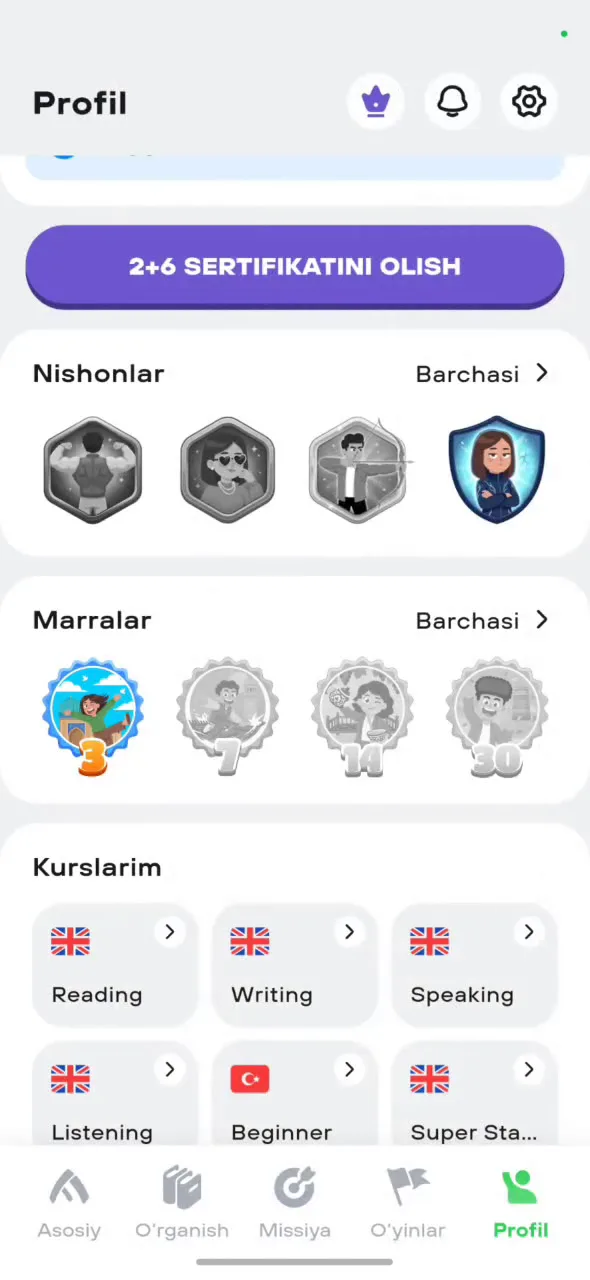 Profil
2+6 SERTIFIKATINI OLISH
Nishonlar
Barchasi
Marralar
Barchasi
3
7
14
30
Kurslarim
Reading
Writing
Speaking
Listening
Beginner
Super Sta...
Asosiy
O'rganish
Missiya
O'yinlar
Profil